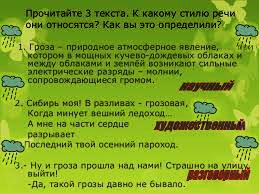 Прочитайте 3 текста. К какому стилю речи
они относятся? Как вы это определили?
1. Гроза – природное атмосферное явление,
котором в мощных кучево-дождевых облаках и
между облаками и землёй возникают сильные
электрические разряды – молнии,
сопровождающиеся громом.
научный
2. Сибирь моя! В разливах - грозовая,
Когда минует вешний ледоход...
А мне на части сердце
художественный
разрывает
Последний твой осенний пароход.
3.- Ну и гроза прошла над нами! Страшно на улицу
выйти!
разговорный
-Да, такой грозы давно не бывало.